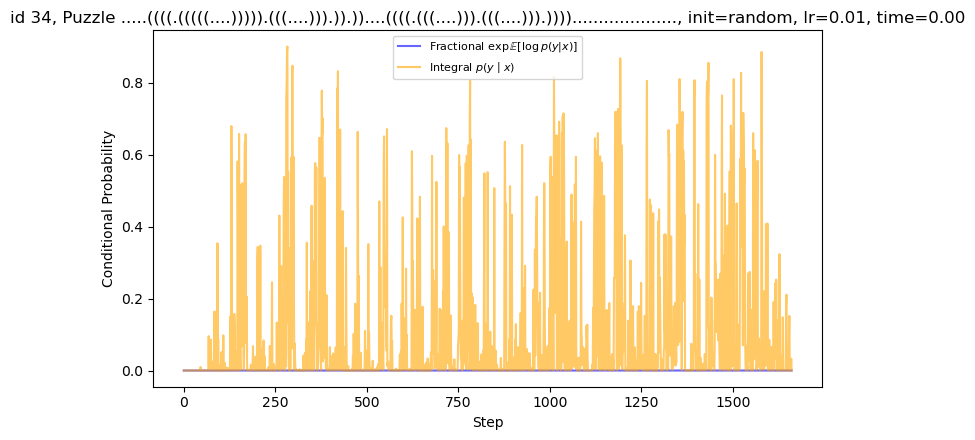 id 34, Puzzle .....((((.(((((....))))).(((....))).)).))....((((.(((....))).(((....))).))))....................., init=random, lr=0.01, time=0.00
Fractional exp𝔼[log p(y|x)]
Integral p(y | x)
Conditional Probability
0.8
0.6
0.4
0.2
0.0
0 250 500 750 1000 1250 1500
Step